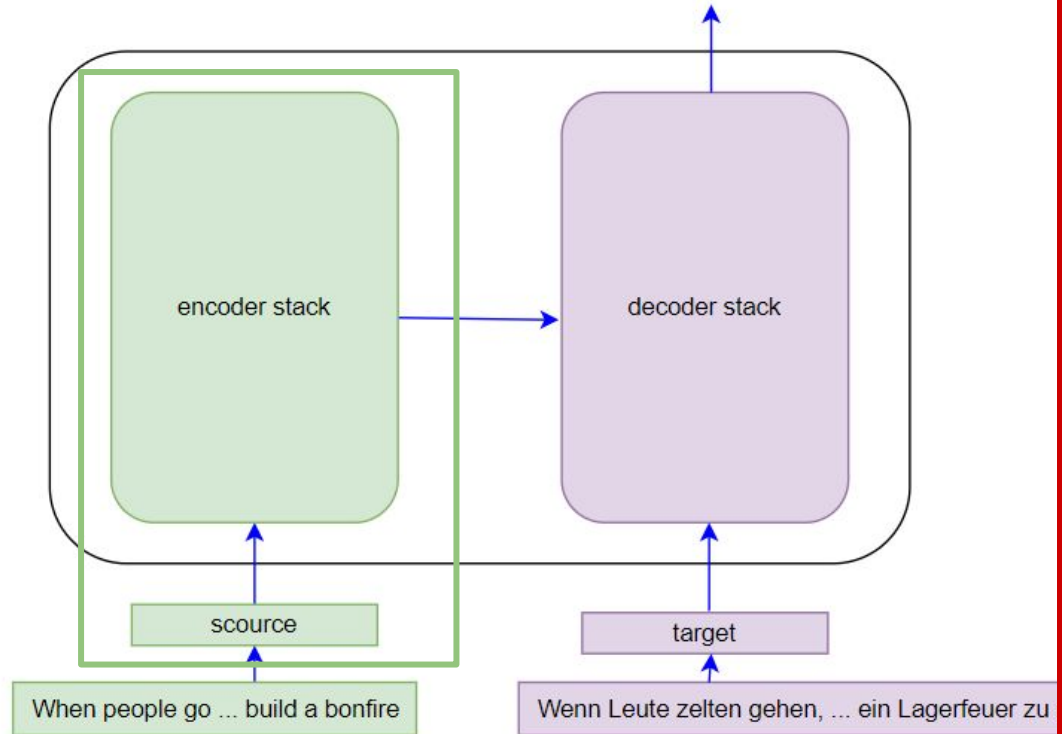 encoder stack
decoder stack
scource
target
When people go ... build a bonfire
Wenn Leute zelten gehen, ... ein Lagerfeuer zu